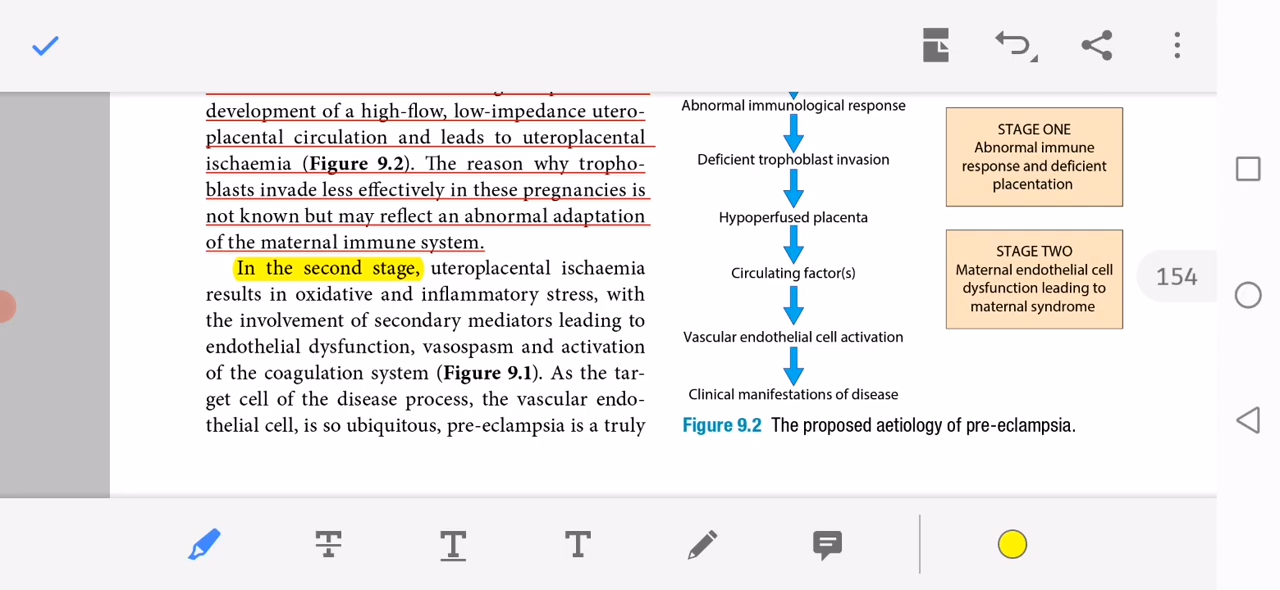 development of a high-flow, low-impedance utero-
placental circulation and leads to uteroplacental
ischaemia (Figure 9.2). The reason why tropho-
blasts invade less effectively in these pregnancies is
not known but may reflect an abnormal adaptation
of the maternal immune system.
In the second stage, uteroplacental ischaemia
results in oxidative and inflammatory stress, with
the involvement of secondary mediators leading to
endothelial dysfunction, vasospasm and activation
of the coagulation system (Figure 9.1). As the tar-
get cell of the disease process, the vascular endo-
thelial cell, is so ubiquitous, pre-eclampsia is a truly
Abnormal immunological response
Deficient trophoblast invasion
Hypoperfused placenta
Circulating factor(s)
Vascular endothelial cell activation
Clinical manifestations of disease
STAGE ONE
Abnormal immune
response and deficient
placentation
STAGE TWO
Maternal endothelial cell
dysfunction leading to
maternal syndrome
Figure 9.2 The proposed aetiology of pre-eclampsia.
154
T
T
T